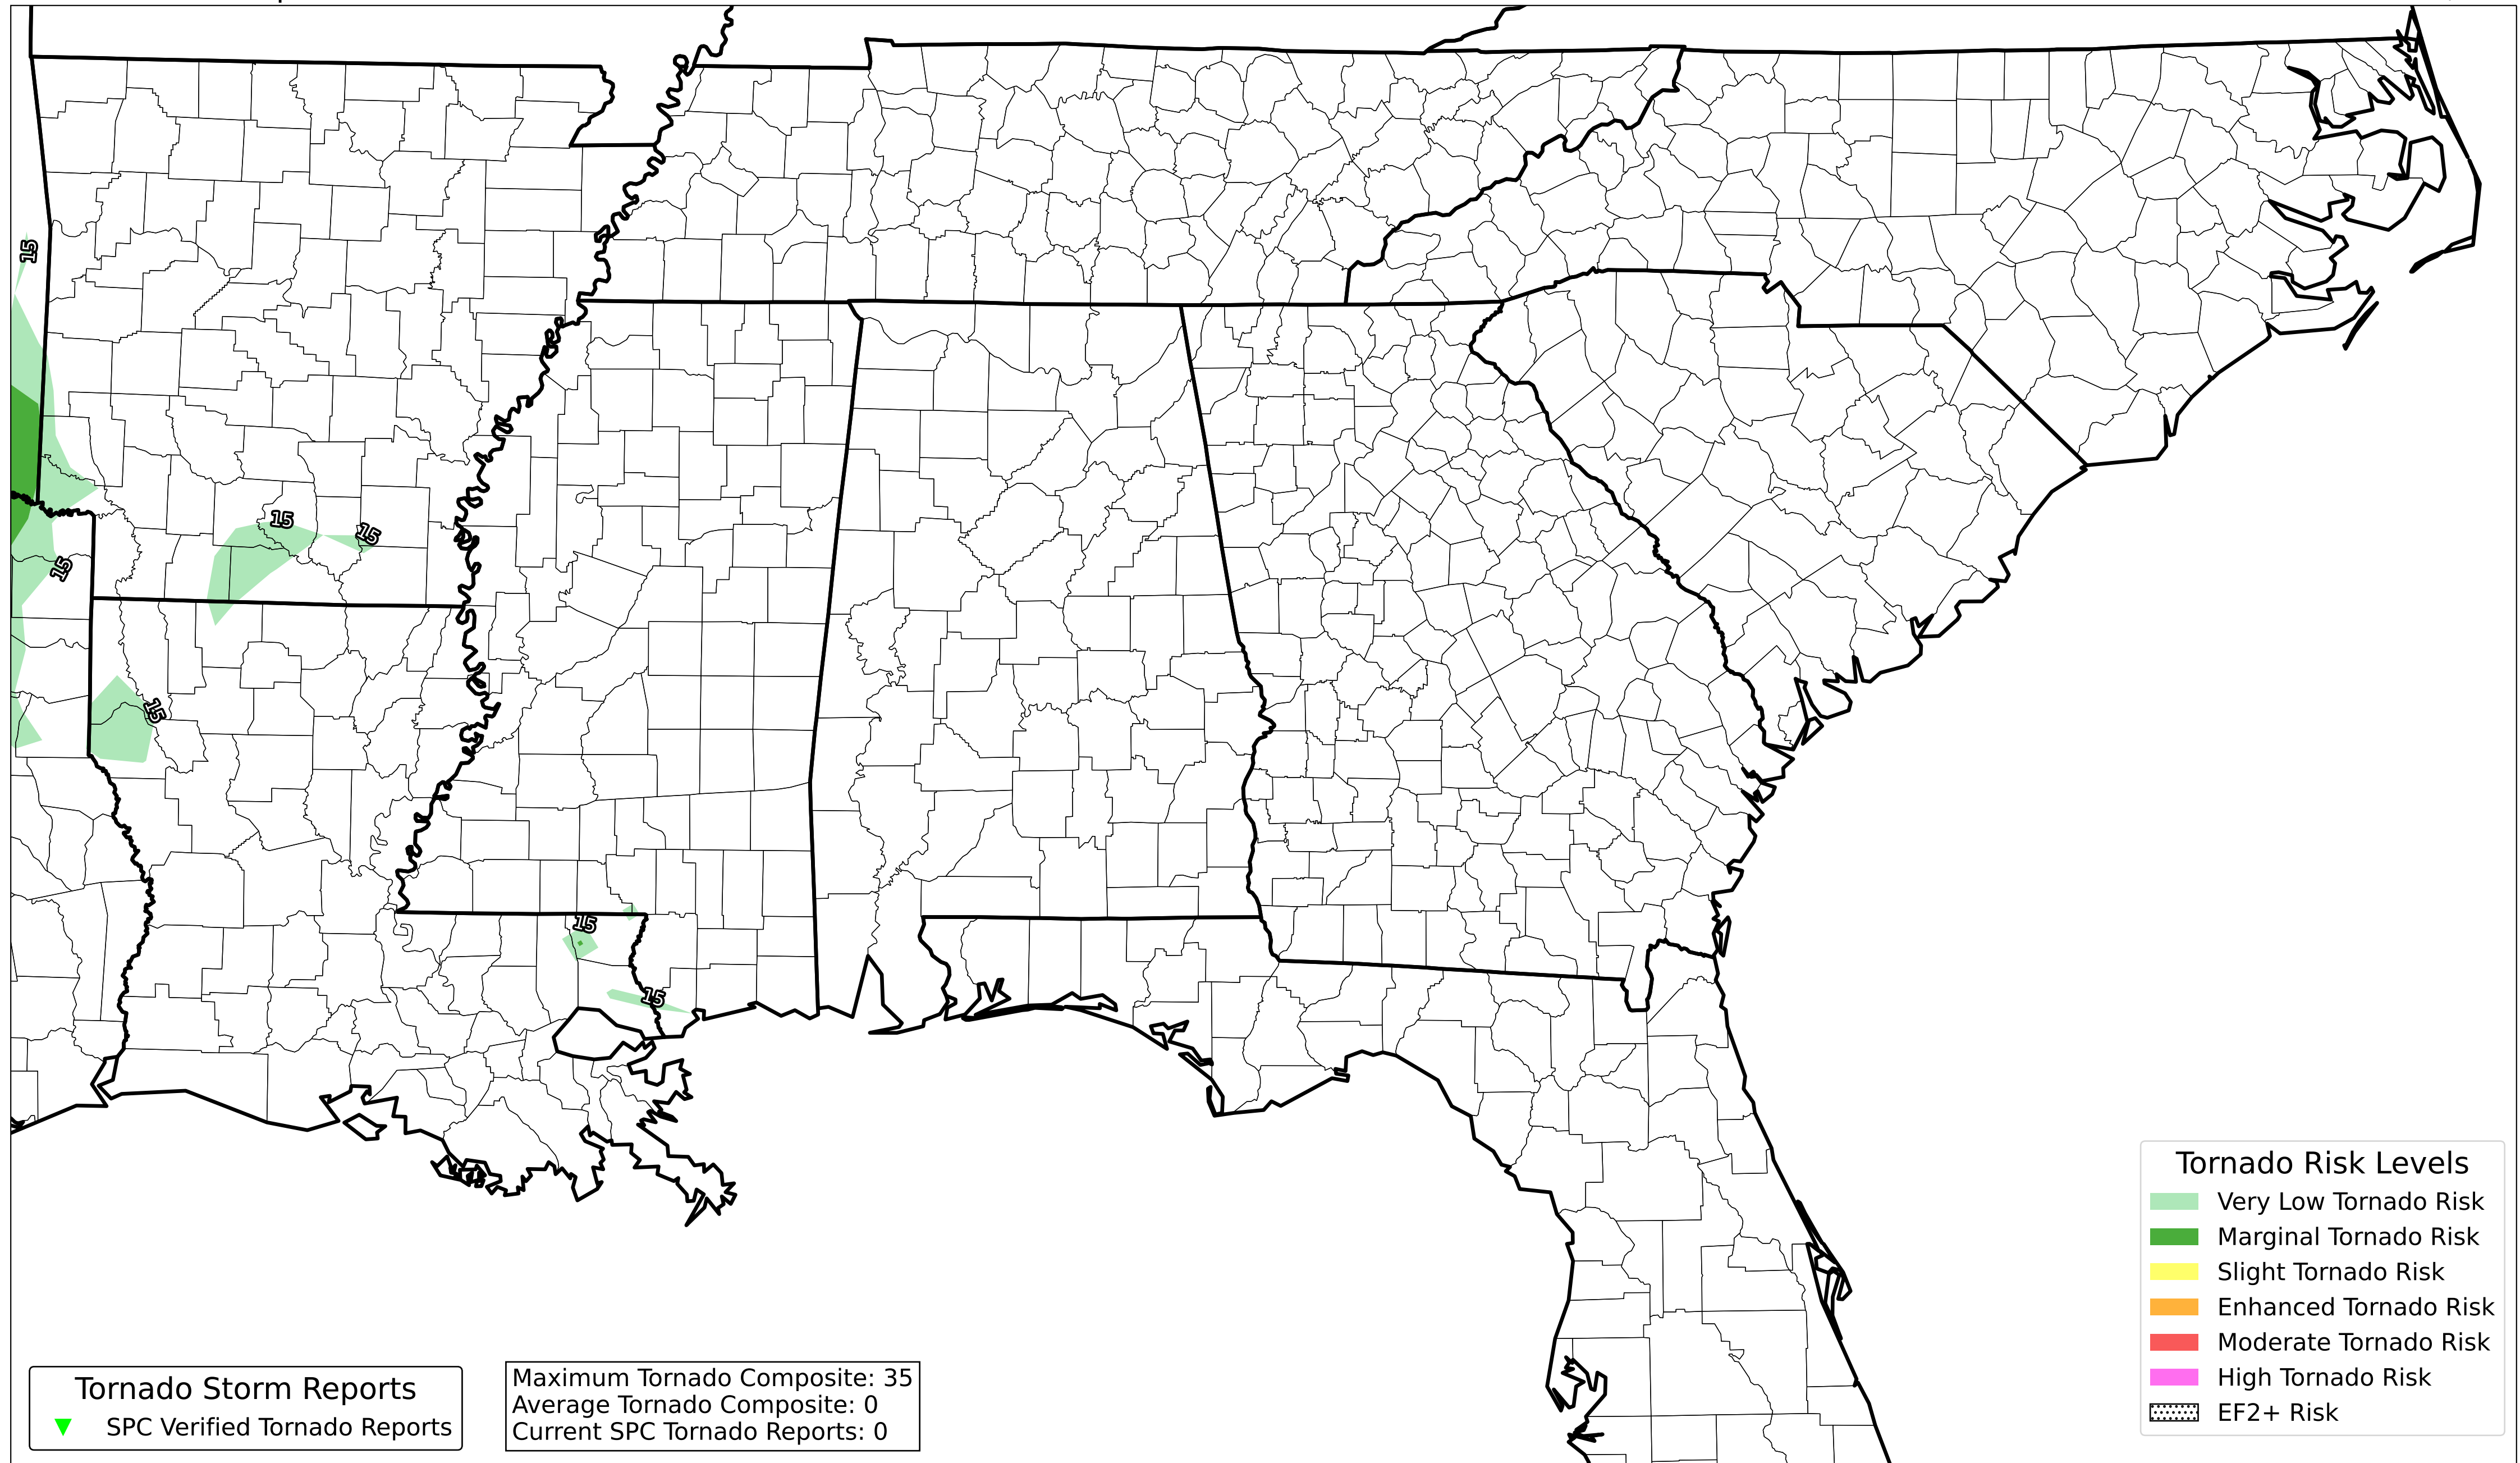 15
15
15
15
15
15
15
Tornado Risk Levels
Very Low Tornado Risk
Marginal Tornado Risk
Slight Tornado Risk
Enhanced Tornado Risk
Moderate Tornado Risk
High Tornado Risk
EF2+ Risk
Tornado Storm Reports
SPC Verified Tornado Reports
Maximum Tornado Composite: 35
Average Tornado Composite: 0
Current SPC Tornado Reports: 0